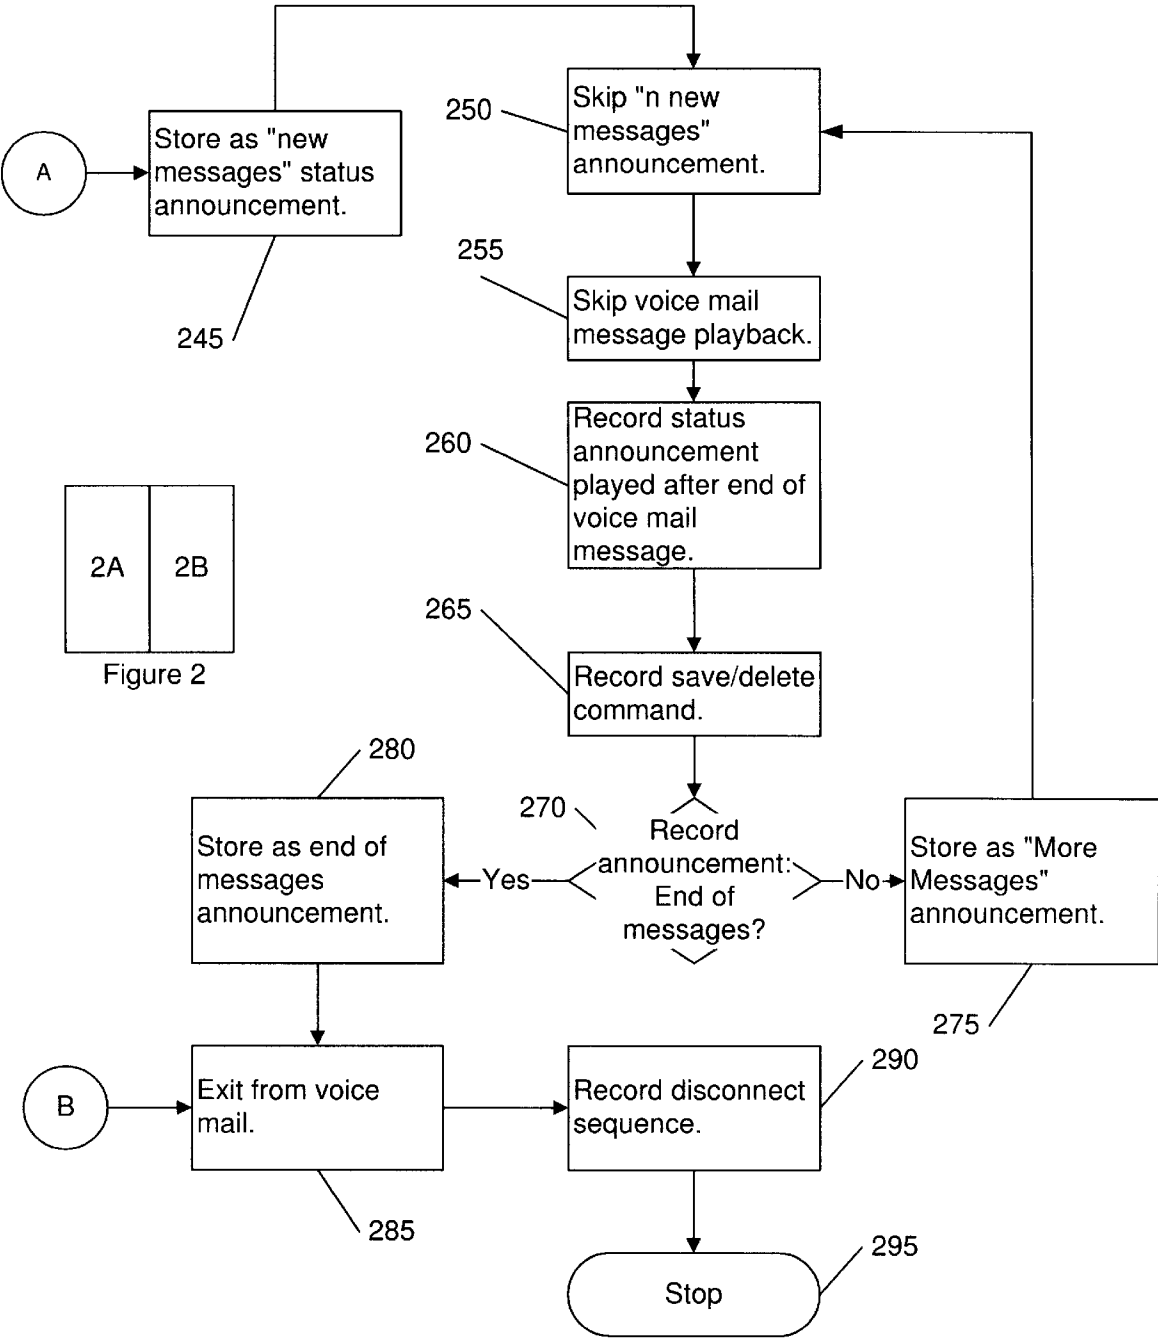 A
Store as "new
messages" status
announcement.
245
250
Skip "n new
messages"
announcement.
255
Skip voice mail
message playback.
260
Record status
announcement
played after end of
voice mail
message.
2A
2B
Figure 2
265
Record save/delete
command.
270
Record
announcement:
End of
messages?
Yes
No
280
Store as end of
messages
announcement.
Store as "More
Messages"
announcement.
275
B
Exit from voice
mail.
285
Record disconnect
sequence.
290
Stop
295